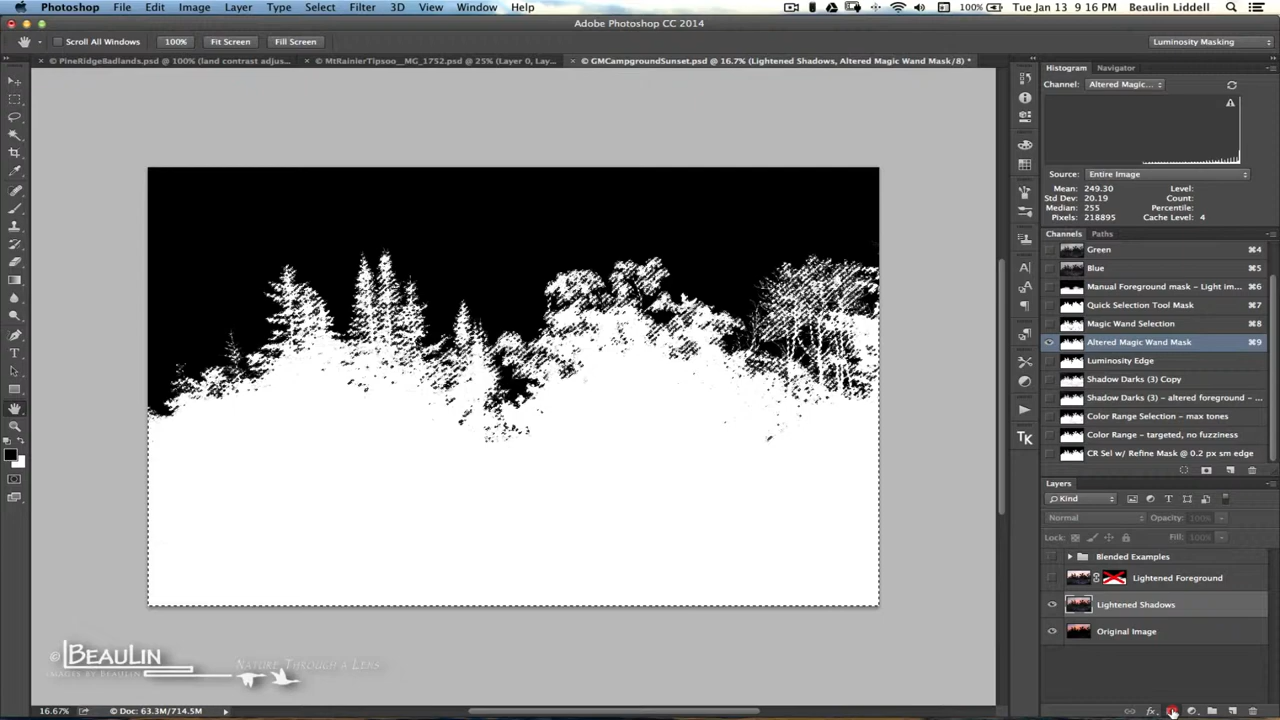 Photoshop File Edit Image Layer Type Select Filter 3D View Window Help 100% Tue Jan 13 9:16 PM Beaulin Liddell
Adobe Photoshop CC 2014
Scroll All Windows 100% Fit Screen Fill Screen Luminosity Masking
PineRidgeBadlands.psd @ 100% (land contrast adjus... MtRainierTipsoo__MG_1752.psd @ 25% (Layer 0, Lay... GMCampgroundSunset.psd @ 16.7% (Lightened Shadows, Altered Magic Wand Mask/8) *
Histogram Navigator
Channel: Altered Magic...
Source: Entire Image
Mean: 249.30 Level:
Std Dev: 20.19 Count:
Median: 255 Percentile:
Pixels: 218895 Cache Level: 4
Channels Paths
Green ⌘4
Blue ⌘5
Manual Foreground mask - Light im... ⌘6
Quick Selection Tool Mask ⌘7
Magic Wand Selection ⌘8
Altered Magic Wand Mask ⌘9
Luminosity Edge
Shadow Darks (3) Copy
Shadow Darks (3) - altered foreground - ...
Color Range Selection - max tones
Color Range - targeted, no fuzziness
CR Sel w/ Refine Mask @ 0.2 px sm edge
TK
Layers
Kind
Normal Opacity: 100%
Lock: Fill: 100%
Blended Examples
Lightened Foreground
Lightened Shadows
Original Image
© BEAULIN NATURE THROUGH A LENS
IMAGES BY BEAULIN
16.67% Doc: 63.3M/714.5M fx